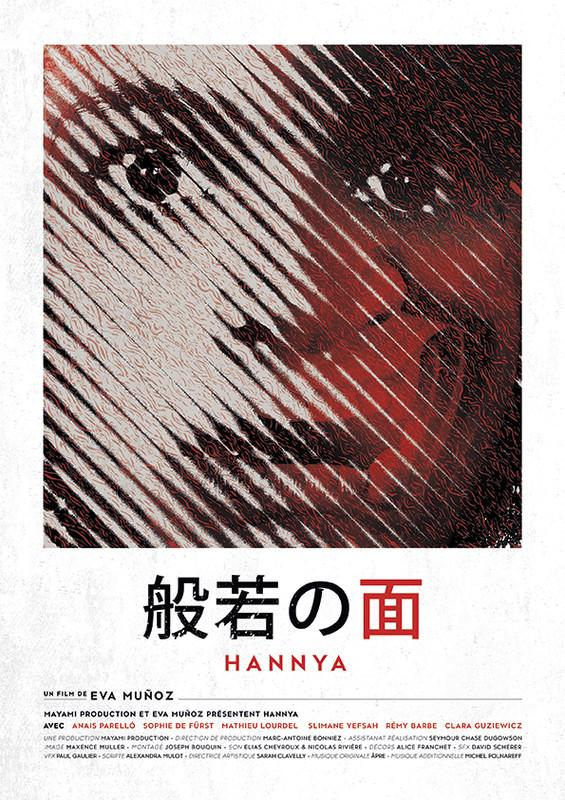 般若の面
HANNYA
UN FILM DE EVA MUÑOZ
MAYAMI PRODUCTION ET EVA MUÑOZ PRÉSENTENT HANNYA
AVEC ANAIS PARELLÓ SOPHIE DE FÜRST MATHIEU LOURDEL SLIMANE YEFSAH RÉMY BARBE CLARA GUZIEWICZ
UNE PRODUCTION MAYAMI PRODUCTION - DIRECTION DE PRODUCTION MARC-ANTOINE BONNIEZ - ASSISTANAT RÉALISATION SEYMOUR CHASE DUGOWSON
IMAGE MAXENCE MULLER - MONTAGE JOSEPH BOUQUIN - SON ELIAS CHEYROUX & NICOLAS RIVIÈRE - DÉCORS ALICE FRANCHET - SFX DAVID SCHERER
VFX PAUL GAULIER - SCRIPTE ALEXANDRA MULOT - DIRECTRICE ARTISTIQUE SARAH CLAVELLY - MUSIQUE ORIGINALE ÂPRE - MUSIQUE ADDITIONNELLE MICHEL POLNAREFF